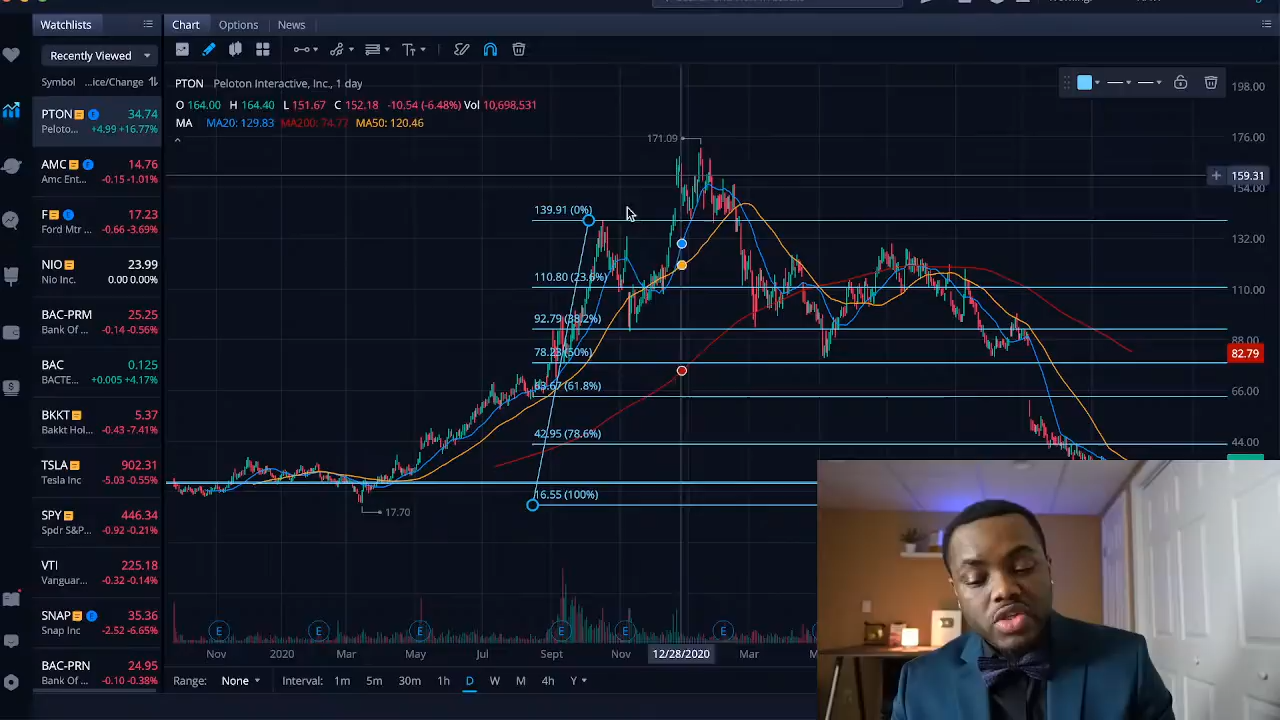 Watchlists
Chart Options News
Recently Viewed
Symbol ...ice/Change
PTON Peloton Interactive, Inc., 1 day
O 164.00 H 164.40 L 151.67 C 152.18 -10.54 (-6.48%) Vol 10,698,531
MA MA20: 129.83 MA200: 74.77 MA50: 120.46
PTON 34.74
Peloto... +4.99 +16.77%
AMC 14.76
Amc Ent... -0.15 -1.01%
F 17.23
Ford Mtr ... -0.66 -3.69%
NIO 23.99
Nio Inc. 0.00 0.00%
BAC-PRM 25.25
Bank Of ... -0.14 -0.56%
BAC 0.125
BACTE... +0.005 +4.17%
BKKT 5.37
Bakkt Hol... -0.43 -7.41%
TSLA 902.31
Tesla Inc -5.03 -0.55%
SPY 446.34
Spdr S&P... -0.92 -0.21%
VTI 225.18
Vanguar... -0.32 -0.14%
SNAP 35.36
Snap Inc -2.52 -6.65%
BAC-PRN 24.95
Bank Of ... -0.10 -0.38%
171.09
139.91 (0%)
110.80 (23.6%)
92.79 (38.2%)
78.23 (50%)
63.67 (61.8%)
42.95 (78.6%)
16.55 (100%)
17.70
198.00
176.00
159.31
154.00
132.00
110.00
88.00
82.79
66.00
44.00
E E E E E E
Nov 2020 Mar May Jul Sept Nov 12/28/2020 Mar
Range: None Interval: 1m 5m 30m 1h D W M 4h Y